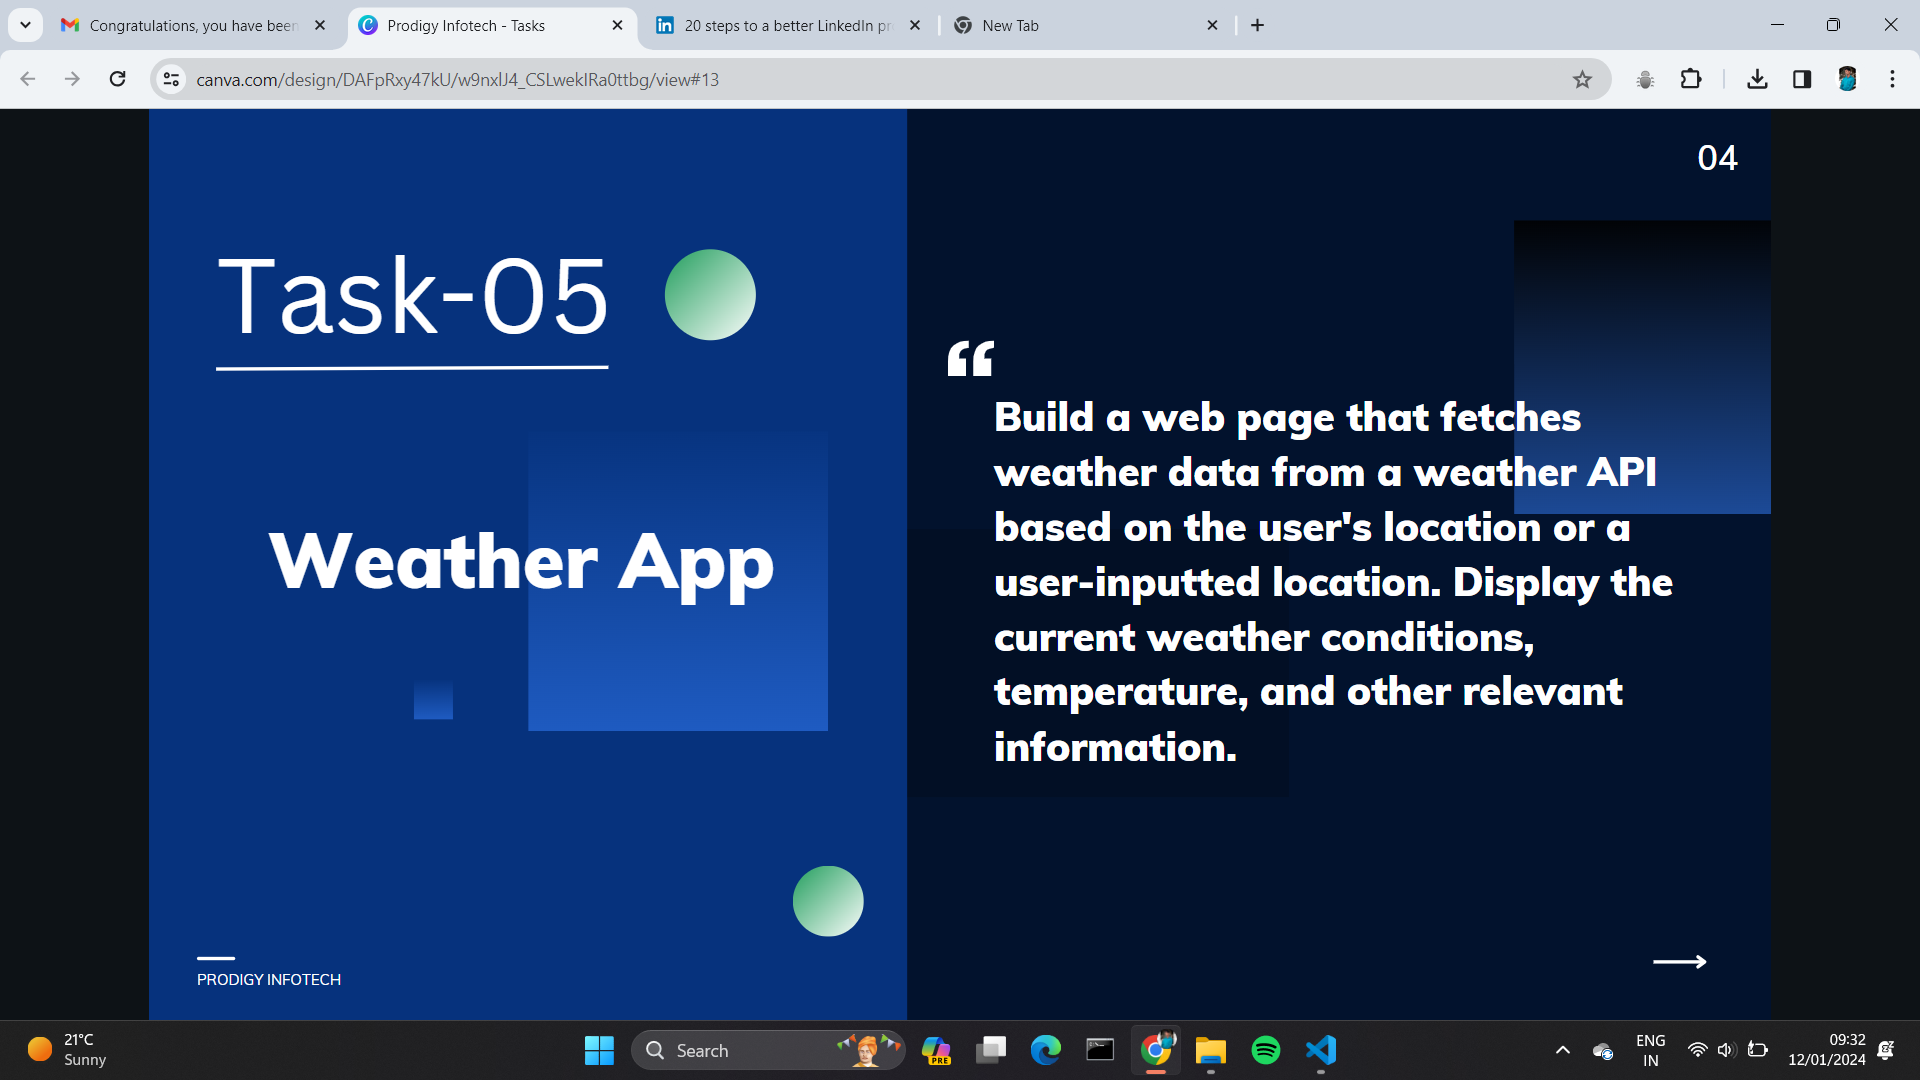 Congratulations, you have been
Prodigy Infotech - Tasks
20 steps to a better LinkedIn pr
New Tab
canva.com/design/DAFpRxy47kU/w9nxlJ4_CSLwekIRa0ttbg/view#13
04
Task-05
Weather App
“
Build a web page that fetches
weather data from a weather API
based on the user's location or a
user-inputted location. Display the
current weather conditions,
temperature, and other relevant
information.
PRODIGY INFOTECH
21°C
Sunny
Search
PRE
ENG
IN
09:32
12/01/2024